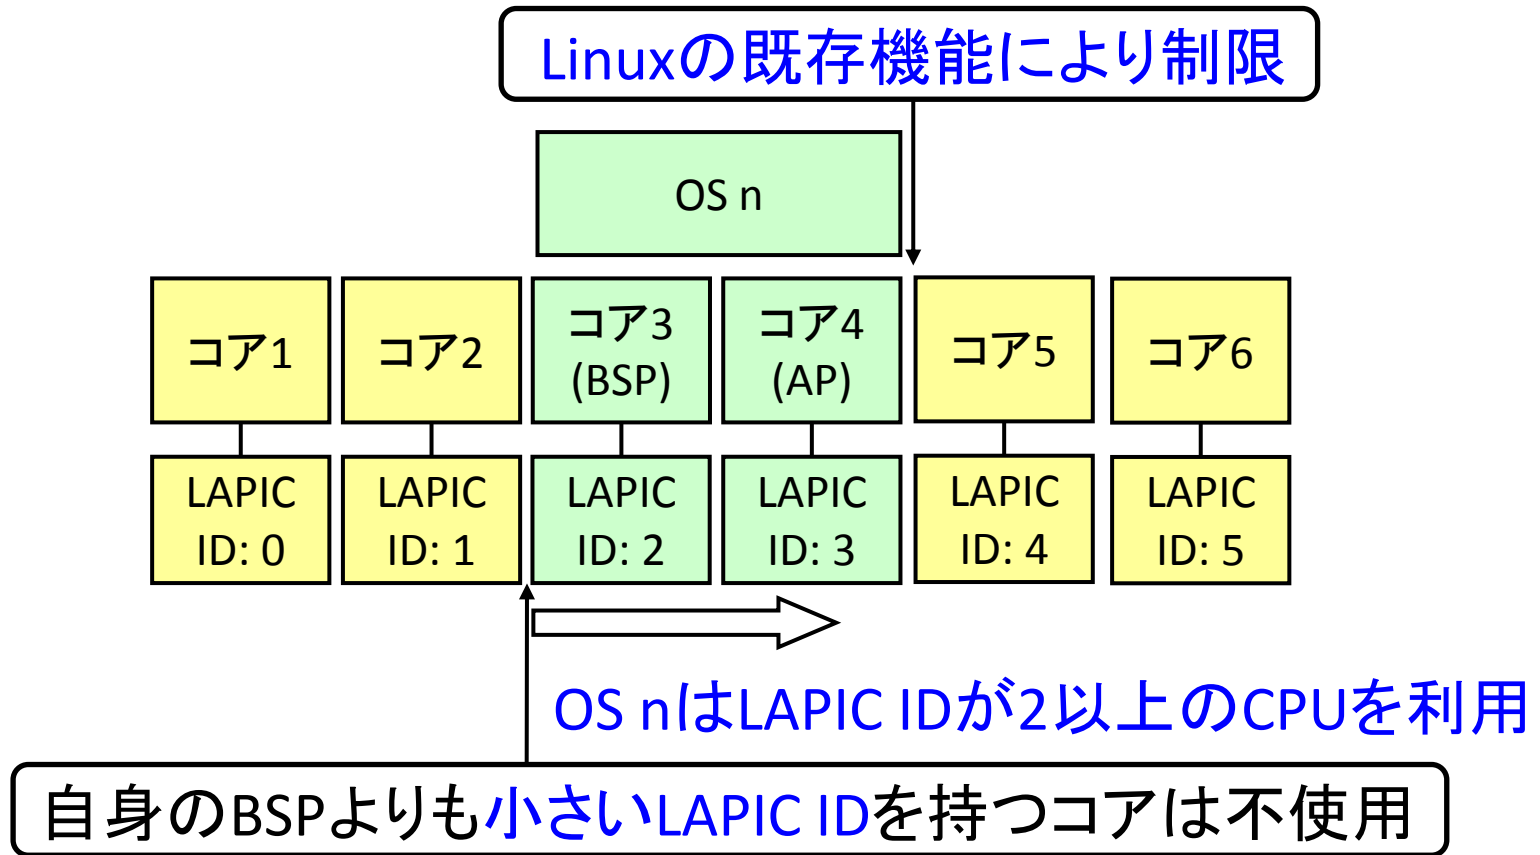 Linuxの既存機能により制限
OS n
コア1
コア2
コア3
(BSP)
コア4
(AP)
コア5
コア6
LAPIC
ID: 0
LAPIC
ID: 1
LAPIC
ID: 2
LAPIC
ID: 3
LAPIC
ID: 4
LAPIC
ID: 5
OS nはLAPIC IDが2以上のCPUを利用
自身のBSPよりも小さいLAPIC IDを持つコアは不使用